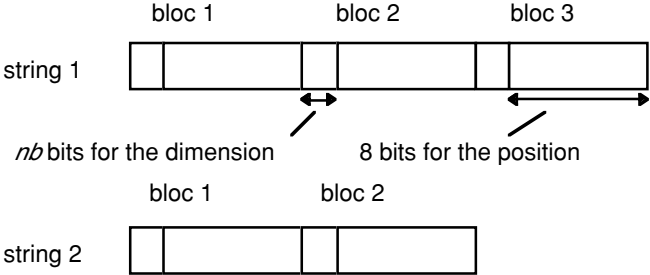 bloc 1 bloc 2 bloc 3
string 1
nb bits for the dimension 8 bits for the position
bloc 1 bloc 2
string 2